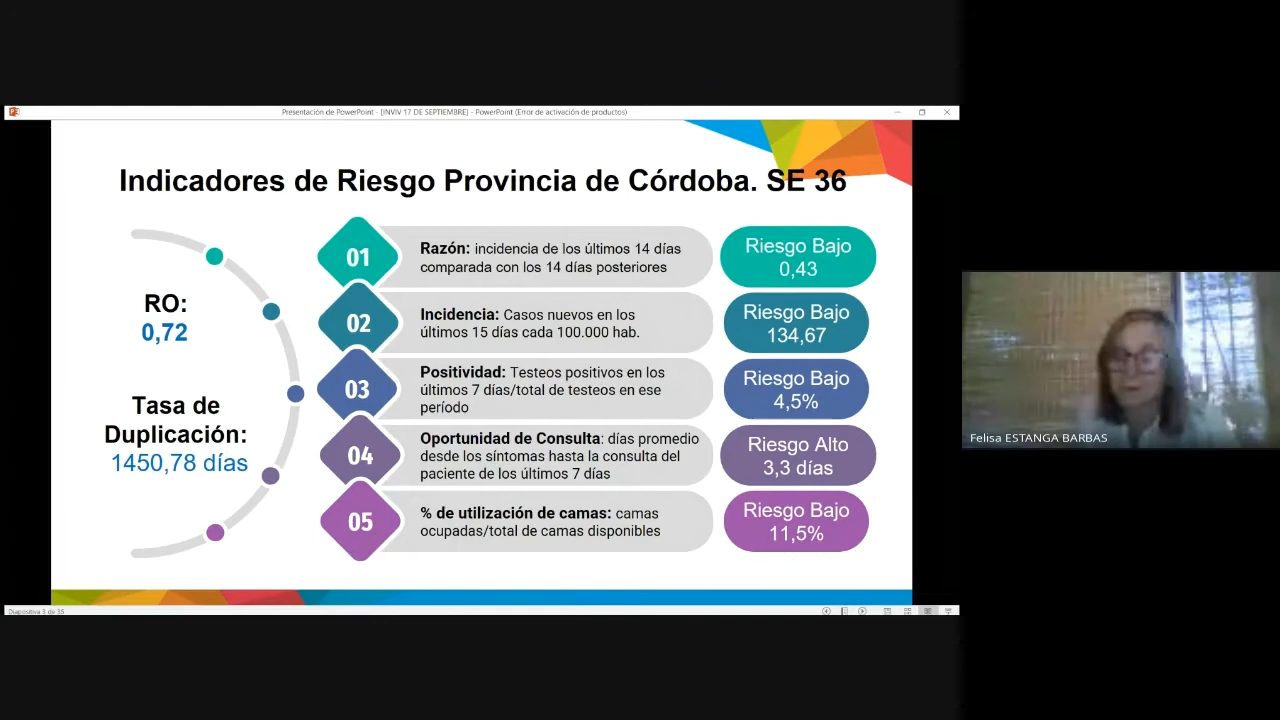 Presentación de PowerPoint - [INVIV 17 DE SEPTIEMBRE] - PowerPoint (Error de activación de productos)
Indicadores de Riesgo Provincia de Córdoba. SE 36
RO:
0,72
Tasa de
Duplicación:
1450,78 días
01
Razón: incidencia de los últimos 14 días
comparada con los 14 días posteriores
Riesgo Bajo
0,43
02
Incidencia: Casos nuevos en los
últimos 15 días cada 100.000 hab.
Riesgo Bajo
134,67
03
Positividad: Testeos positivos en los
últimos 7 días/total de testeos en ese
período
Riesgo Bajo
4,5%
04
Oportunidad de Consulta: días promedio
desde los síntomas hasta la consulta del
paciente de los últimos 7 días
Riesgo Alto
3,3 días
05
% de utilización de camas: camas
ocupadas/total de camas disponibles
Riesgo Bajo
11,5%
Felisa ESTANGA BARBAS